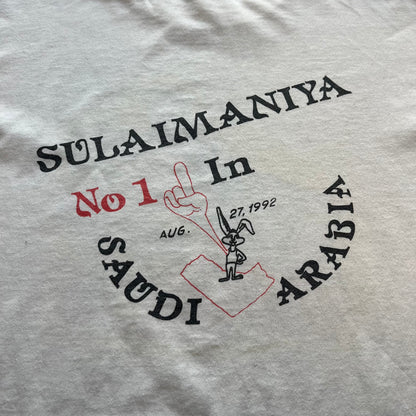 SULAIMANIYA
No 1 In
AUG. 27, 1992
SAUDI ARABIA